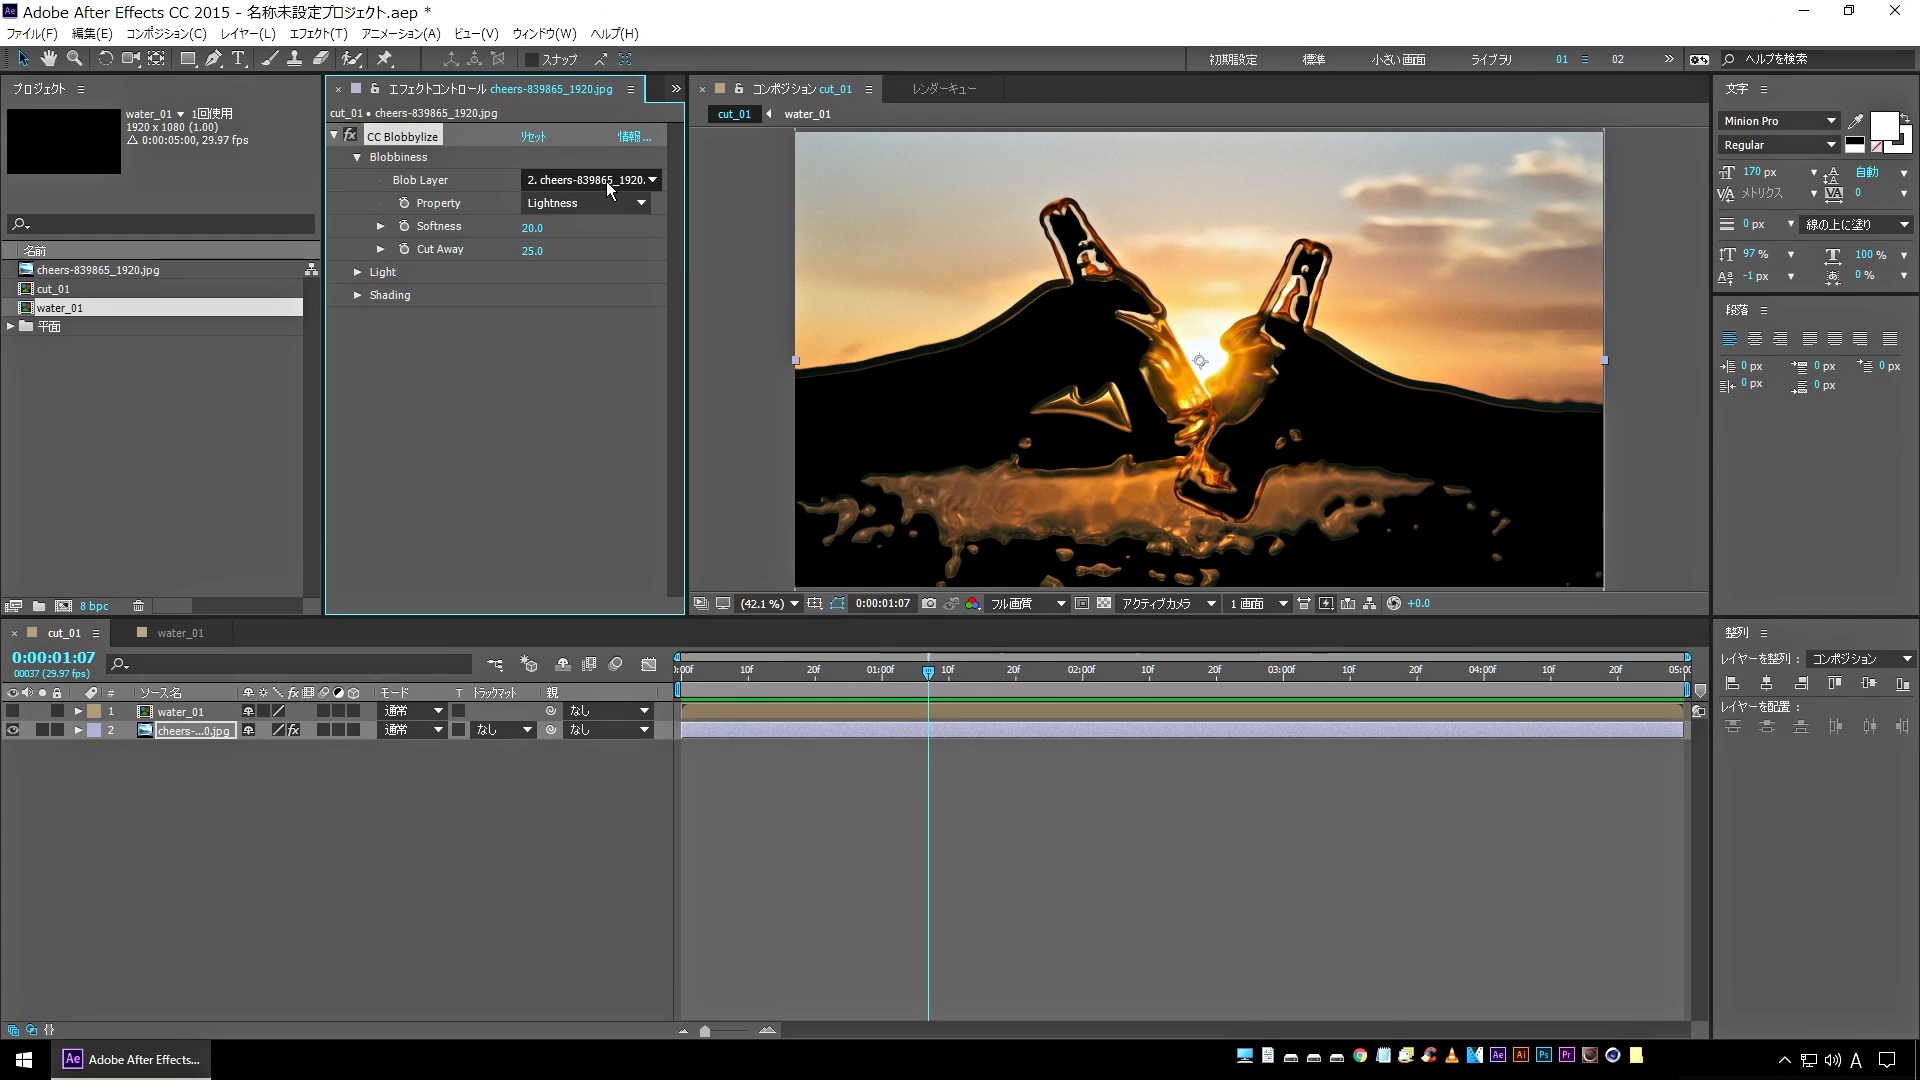 Adobe After Effects CC 2015 - 名称未設定プロジェクト.aep *
ファイル(F) 編集(E) コンポジション(C) レイヤー(L) エフェクト(T) アニメーション(A) ビュー(V) ウィンドウ(W) ヘルプ(H)
スナップ 初期設定 標準 小さい画面 ライブラリ 01 02 ヘルプを検索
プロジェクト
water_01 1回使用
1920 x 1080 (1.00)
Δ 0:00:05:00, 29.97 fps
名前
cheers-839865_1920.jpg
cut_01
water_01
平面
8 bpc
エフェクトコントロール cheers-839865_1920.jpg
cut_01 • cheers-839865_1920.jpg
fx CC Blobbylize リセット 情報...
Blobbiness
Blob Layer 2. cheers-839865_1920.
Property Lightness
Softness 20.0
Cut Away 25.0
Light
Shading
コンポジション cut_01 レンダーキュー
cut_01 water_01
(42.1 %) 0:00:01:07 フル画質 アクティブカメラ 1 画面 +0.0
文字
Minion Pro
Regular
170 px 自動
メトリクス 0
0 px 線の上に塗り
97 % 100 %
-1 px 0 %
段落
0 px 0 px 0 px
0 px 0 px
cut_01 water_01
0:00:01:07
00037 (29.97 fps)
:00f 10f 20f 01:00f 10f 20f 02:00f 10f 20f 03:00f 10f 20f 04:00f 10f 20f 05:00
# ソース名 fx モード T トラックマット 親
1 water_01 通常 なし
2 cheers-...0.jpg fx 通常 なし なし
整列
レイヤーを整列 : コンポジション
レイヤーを配置 :
Ae Adobe After Effects...
Ae Ai Ps Pr
A